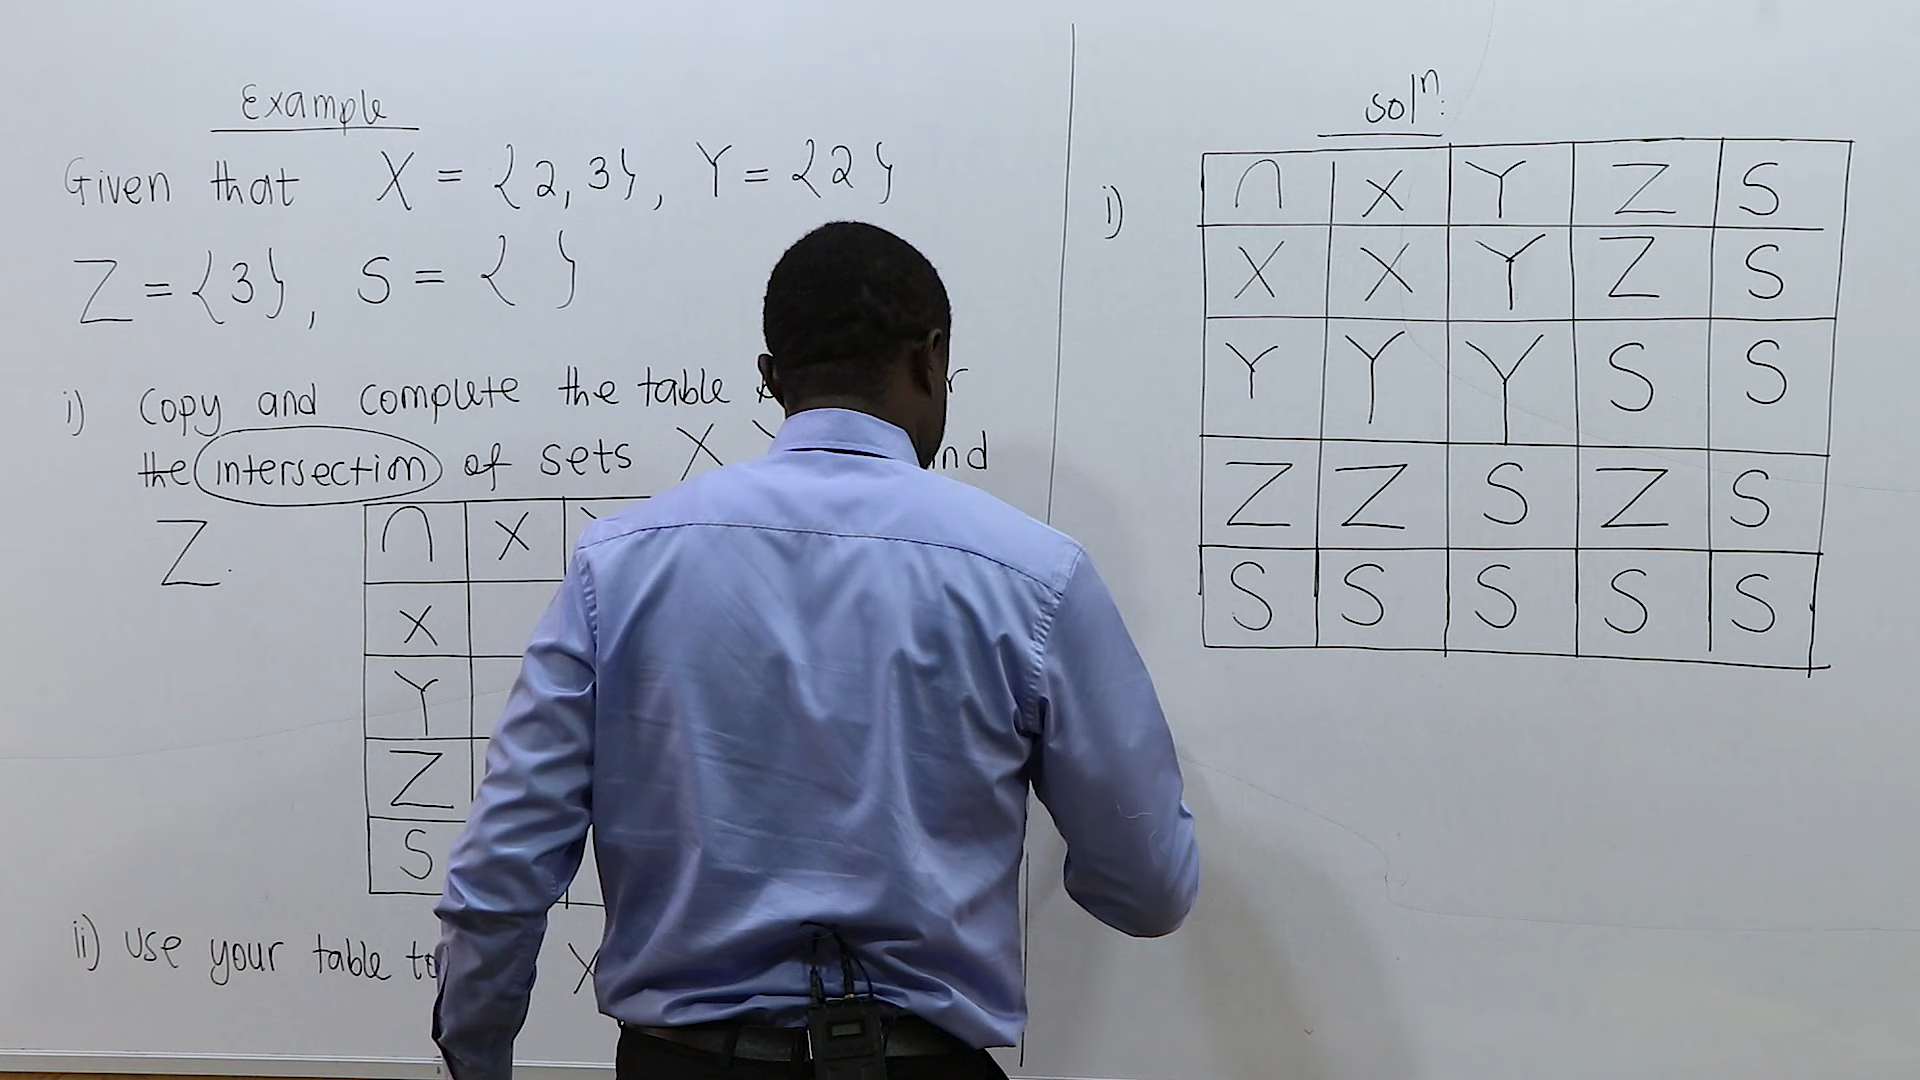 Example
Given that X = {2, 3}, Y = {2}
Z = {3}, S = { }
i) Copy and complete the table
the intersection of sets X and
Z.
∩ X
X
Y
Z
S
ii) use your table to X
solⁿ:
i)
∩ X Y Z S
X X Y Z S
Y Y Y S S
Z Z S Z S
S S S S S